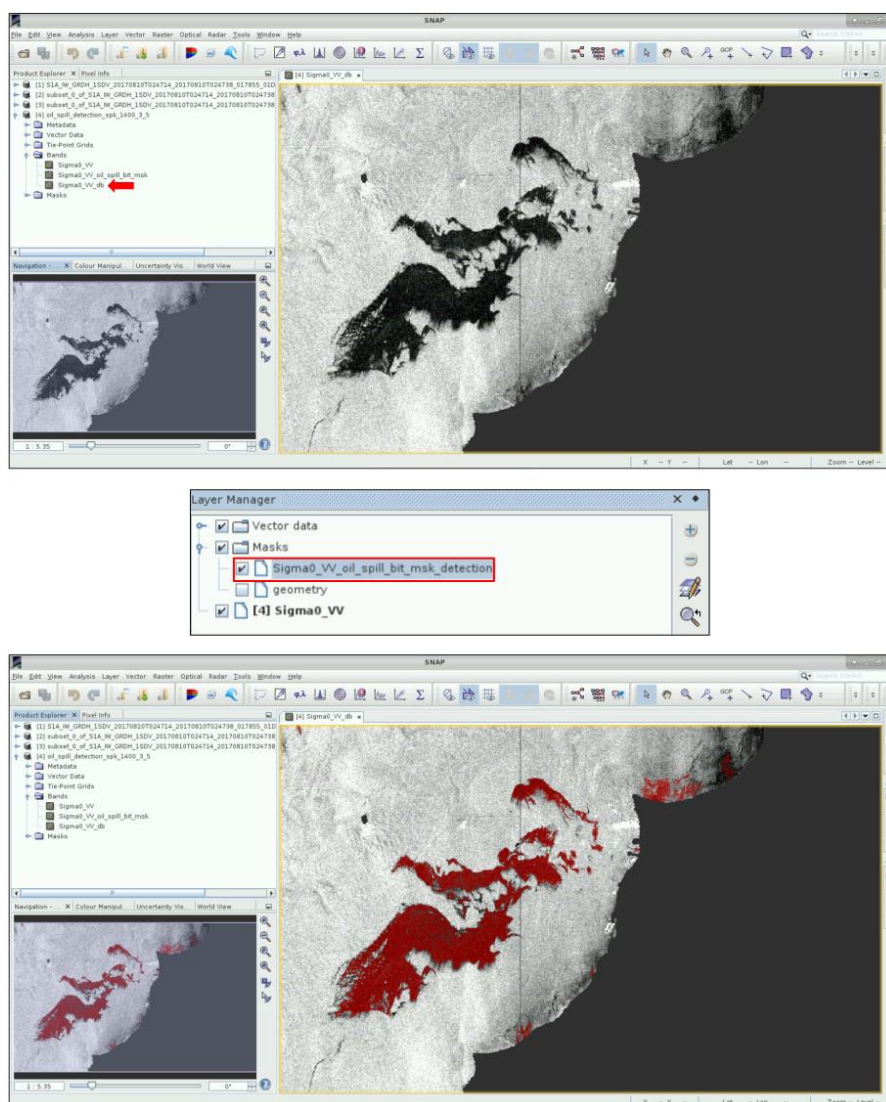 SNAP
File Edit View Analysis Layer Vector Raster Optical Radar Tools Window Help
Product Explorer X Pixel Info
[4] Sigma0_VV_db x
[1] S1A_IW_GRDH_1SDV_20170810T024714_20170810T024738_017855_01D
[2] subset_0_of_S1A_IW_GRDH_1SDV_20170810T024714_20170810T024738
[3] subset_0_of_S1A_IW_GRDH_1SDV_20170810T024714_20170810T024738
[4] oil_spill_detection_spk_1400_3_5
Metadata
Vector Data
Tie-Point Grids
Bands
Sigma0_VV
Sigma0_VV_oil_spill_bit_msk
Sigma0_VV_db
Masks
Navigation - ... X Colour Manipul... Uncertainty Vis... World View
1 : 5.35 0°
X -- Y -- Lat -- Lon -- Zoom -- Level --
Layer Manager
Vector data
Masks
Sigma0_VV_oil_spill_bit_msk_detection
geometry
[4] Sigma0_VV
SNAP
File Edit View Analysis Layer Vector Raster Optical Radar Tools Window Help
Product Explorer X Pixel Info
[4] Sigma0_VV_db x
[1] S1A_IW_GRDH_1SDV_20170810T024714_20170810T024738_017855_01D
[2] subset_0_of_S1A_IW_GRDH_1SDV_20170810T024714_20170810T024738
[3] subset_0_of_S1A_IW_GRDH_1SDV_20170810T024714_20170810T024738
[4] oil_spill_detection_spk_1400_3_5
Metadata
Vector Data
Tie-Point Grids
Bands
Sigma0_VV
Sigma0_VV_oil_spill_bit_msk
Sigma0_VV_db
Masks
Navigation - ... X Colour Manipul... Uncertainty Vis... World View
1 : 5.35 0°